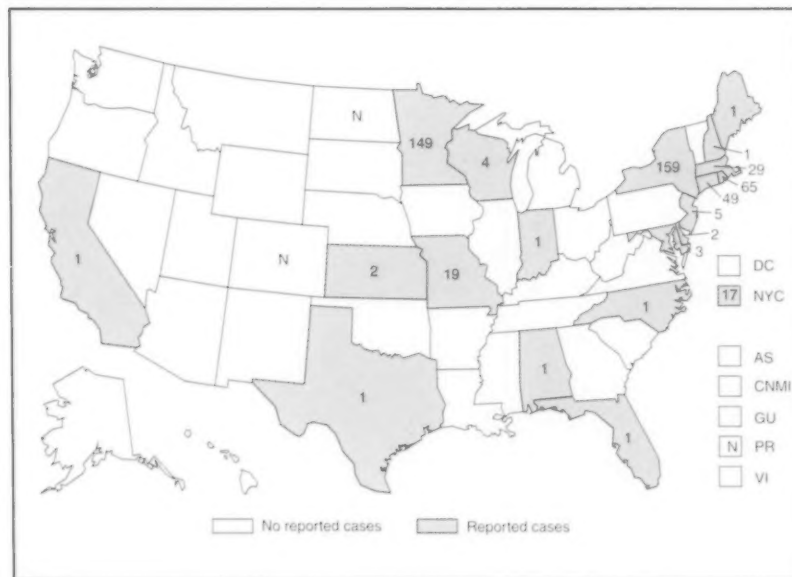 N
149
4
1
159
1
29
65
49
5
2
3
1
N
2
19
1
1
1
1
1
DC
17 NYC
AS
CNMI
GU
N PR
VI
No reported cases
Reported cases